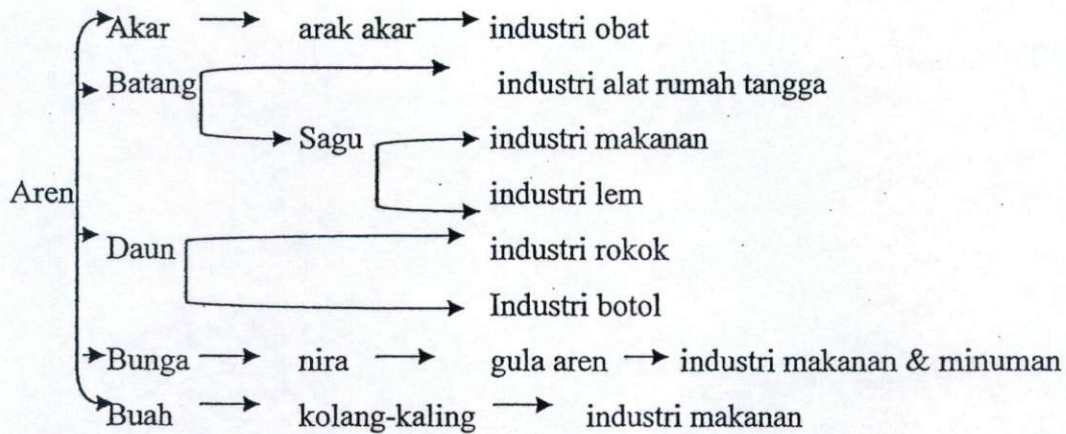 Akar arak akar industri obat
Batang industri alat rumah tangga
Sagu industri makanan
Aren
industri lem
Daun industri rokok
Industri botol
Bunga nira gula aren industri makanan & minuman
Buah kolang-kaling industri makanan